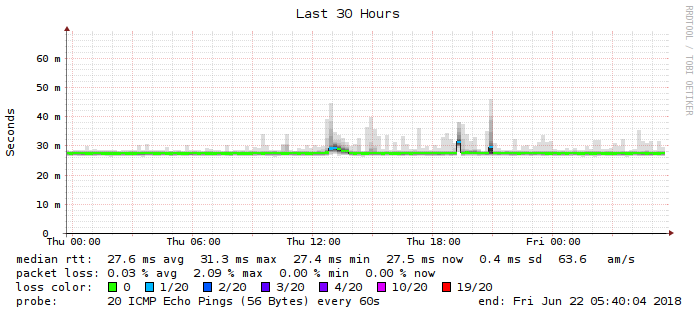 Last 30 Hours
RRDTOOL / TOBI OETIKER
Seconds
60 m
50 m
40 m
30 m
20 m
10 m
0
Thu 00:00 Thu 06:00 Thu 12:00 Thu 18:00 Fri 00:00
median rtt: 27.6 ms avg 31.3 ms max 27.4 ms min 27.5 ms now 0.4 ms sd 63.6 am/s
packet loss: 0.03 % avg 2.09 % max 0.00 % min 0.00 % now
loss color: 0 1/20 2/20 3/20 4/20 10/20 19/20
probe: 20 ICMP Echo Pings (56 Bytes) every 60s end: Fri Jun 22 05:40:04 2018